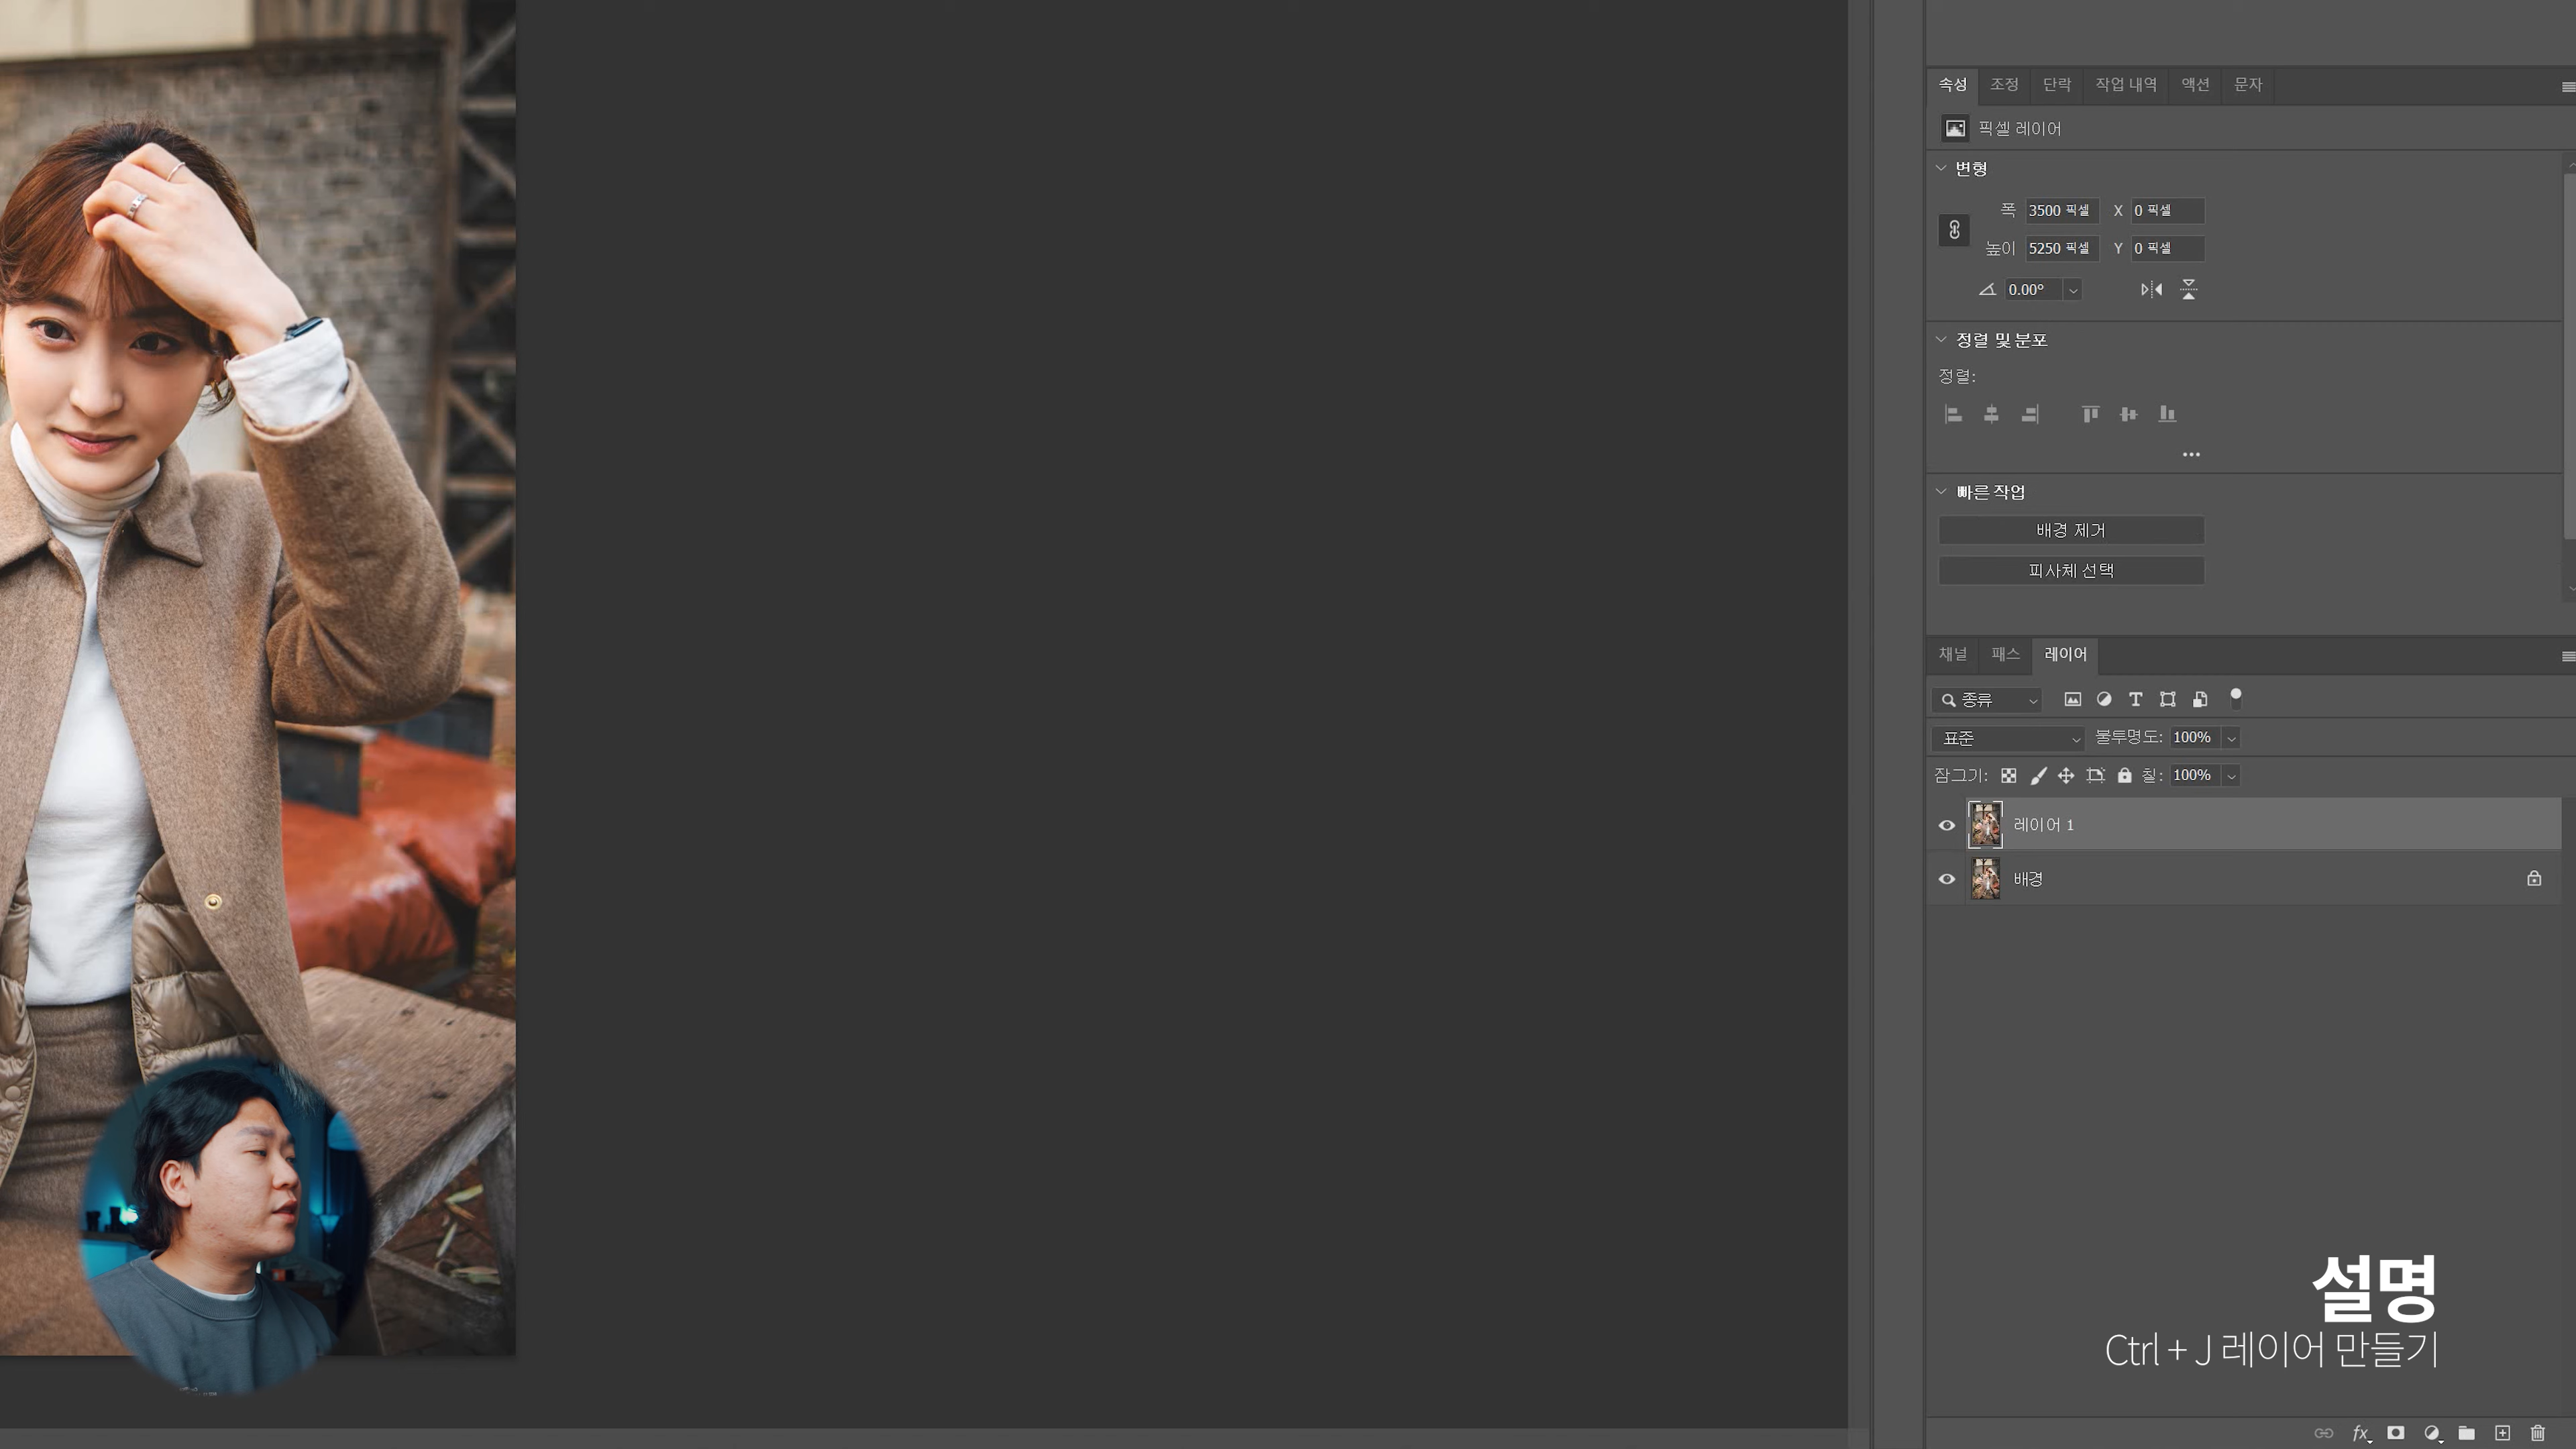 속성 조정 단락 작업 내역 액션 문자
픽셀 레이어
변형
폭 3500 픽셀 X 0 픽셀
높이 5250 픽셀 Y 0 픽셀
0.00°
정렬 및 분포
정렬:
빠른 작업
배경 제거
피사체 선택
채널 패스 레이어
종류
표준 불투명도: 100%
잠그기: 칠: 100%
레이어 1
배경
설명
Ctrl + J 레이어 만들기
fx